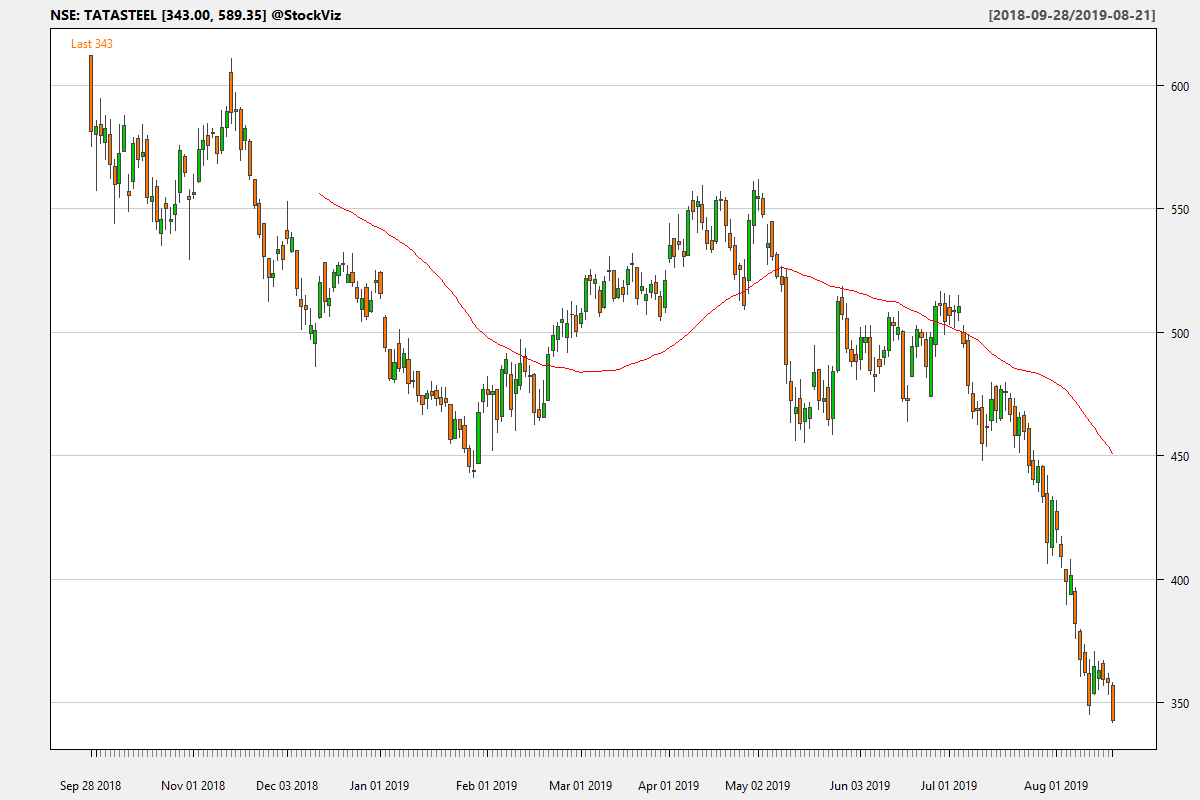 NSE: TATASTEEL [343.00, 589.35] @StockViz
[2018-09-28/2019-08-21]
Last 343
600
550
500
450
400
350
Sep 28 2018
Nov 01 2018
Dec 03 2018
Jan 01 2019
Feb 01 2019
Mar 01 2019
Apr 01 2019
May 02 2019
Jun 03 2019
Jul 01 2019
Aug 01 2019